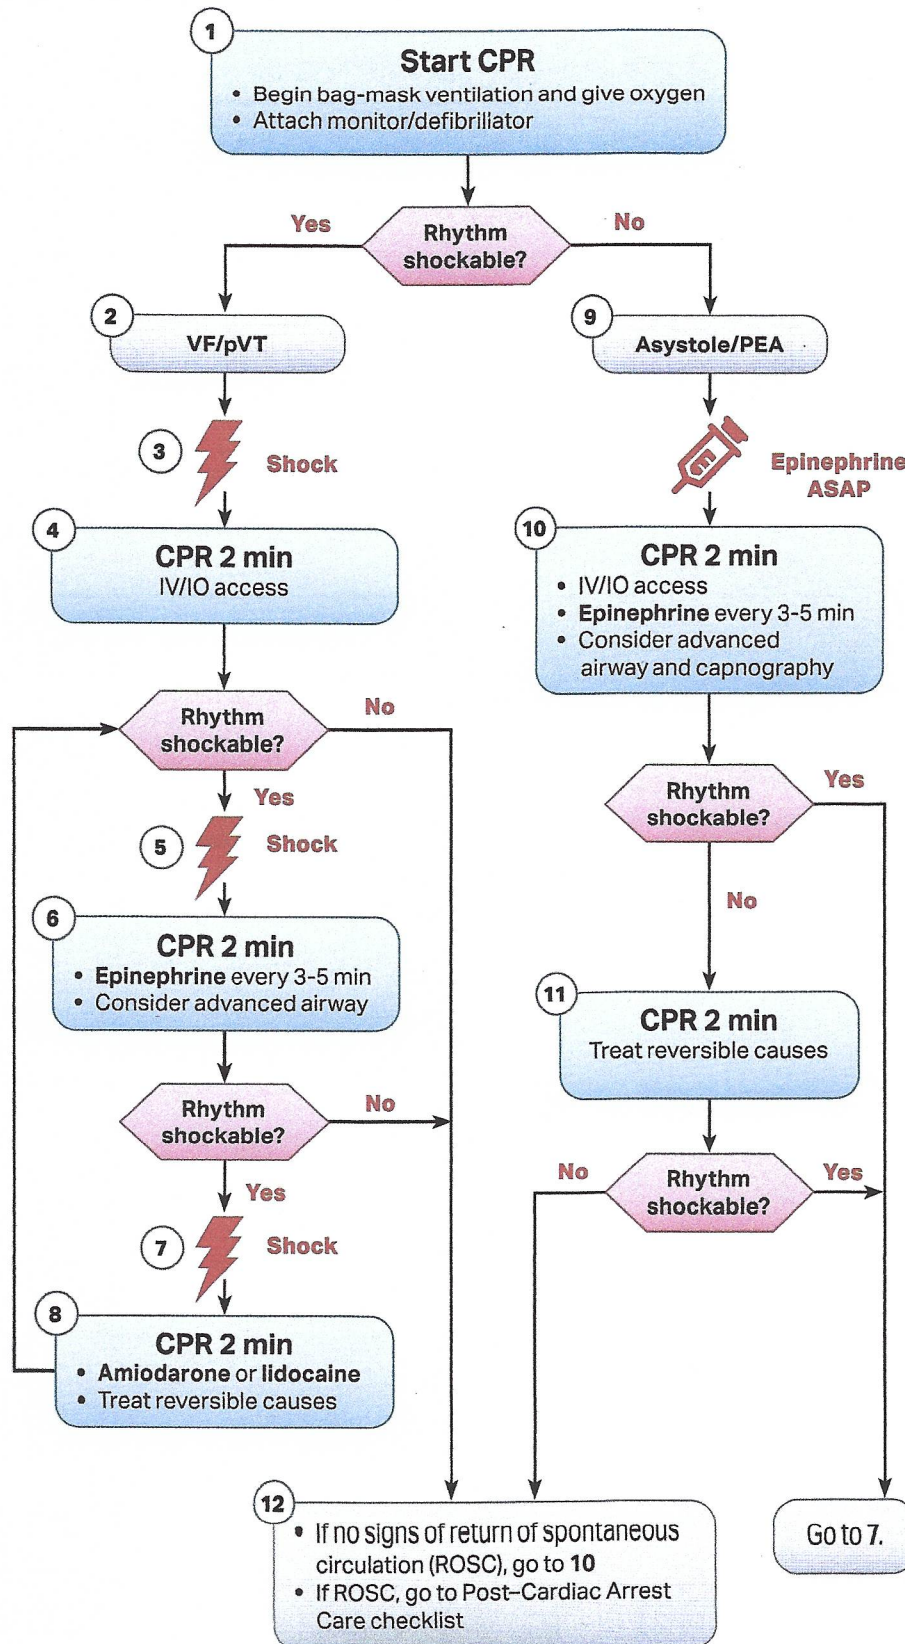 1
Start CPR
• Begin bag-mask ventilation and give oxygen
• Attach monitor/defibrillator
Rhythm
shockable?
Yes
No
2
VF/pVT
3
Shock
4
CPR 2 min
IV/IO access
Rhythm
shockable?
No
Yes
5
Shock
6
CPR 2 min
• Epinephrine every 3-5 min
• Consider advanced airway
Rhythm
shockable?
No
Yes
7
Shock
8
CPR 2 min
• Amiodarone or lidocaine
• Treat reversible causes
9
Asystole/PEA
Epinephrine
ASAP
10
CPR 2 min
• IV/IO access
• Epinephrine every 3-5 min
• Consider advanced
airway and capnography
Rhythm
shockable?
Yes
No
11
CPR 2 min
Treat reversible causes
Rhythm
shockable?
No
Yes
12
• If no signs of return of spontaneous
circulation (ROSC), go to 10
• If ROSC, go to Post–Cardiac Arrest
Care checklist
Go to 7.